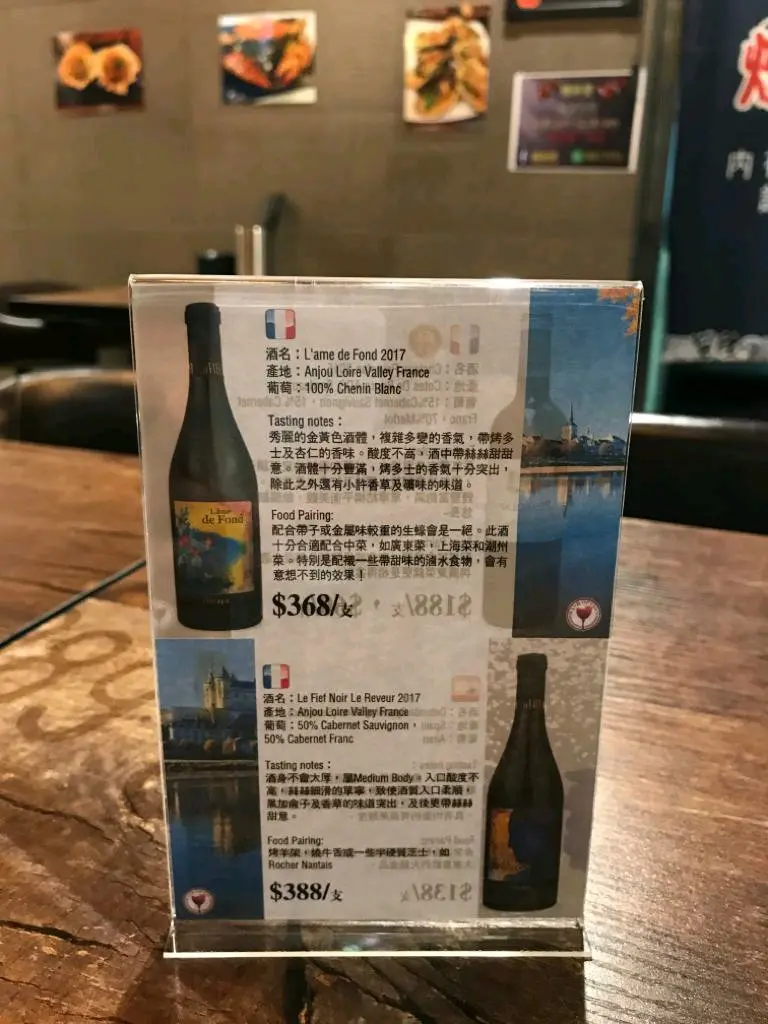 酒名：L'ame de Fond 2017
產地：Anjou Loire Valley France
葡萄：100% Chenin Blanc
Tasting notes：
秀麗的金黃色酒體，複雜多變的香氣，帶烤多
士及杏仁的香味。酸度不高，酒中帶絲絲甜甜
意。酒體十分豐滿，烤多士的香氣十分突出，
除此之外還有小許香草及礦味的味道。
Food Pairing:
配合帶子或金屬味較重的生蠔會是一絕。此酒
十分合適配合中菜，如廣東菜，上海菜和潮州
菜。特別是配襯一些帶甜味的滷水食物，會有
意想不到的效果！
$368/支
L'ame
de Fond
酒名：Le Fief Noir Le Reveur 2017
產地：Anjou Loire Valley France
葡萄：50% Cabernet Sauvignon，
50% Cabernet Franc
Tasting notes：
酒身不會太厚，屬Medium Body。入口酸度不
高，絲絲細滑的單寧，致使酒質入口柔順，
黑加侖子及香草的味道突出，及後更帶絲絲
甜意。
Food Pairing:
烤羊架，燒牛舌或一些半硬質芝士，如
Rocher Nantais
$388/支
內